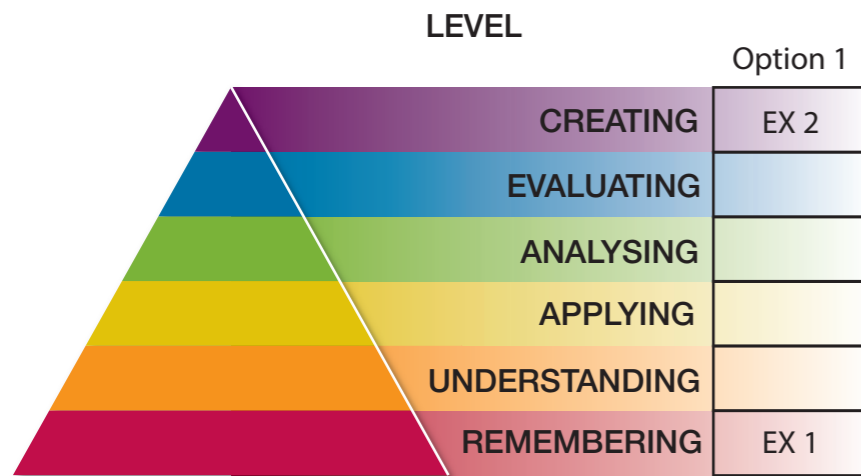 LEVEL
Option 1
CREATING EX 2
EVALUATING
ANALYSING
APPLYING
UNDERSTANDING
REMEMBERING EX 1